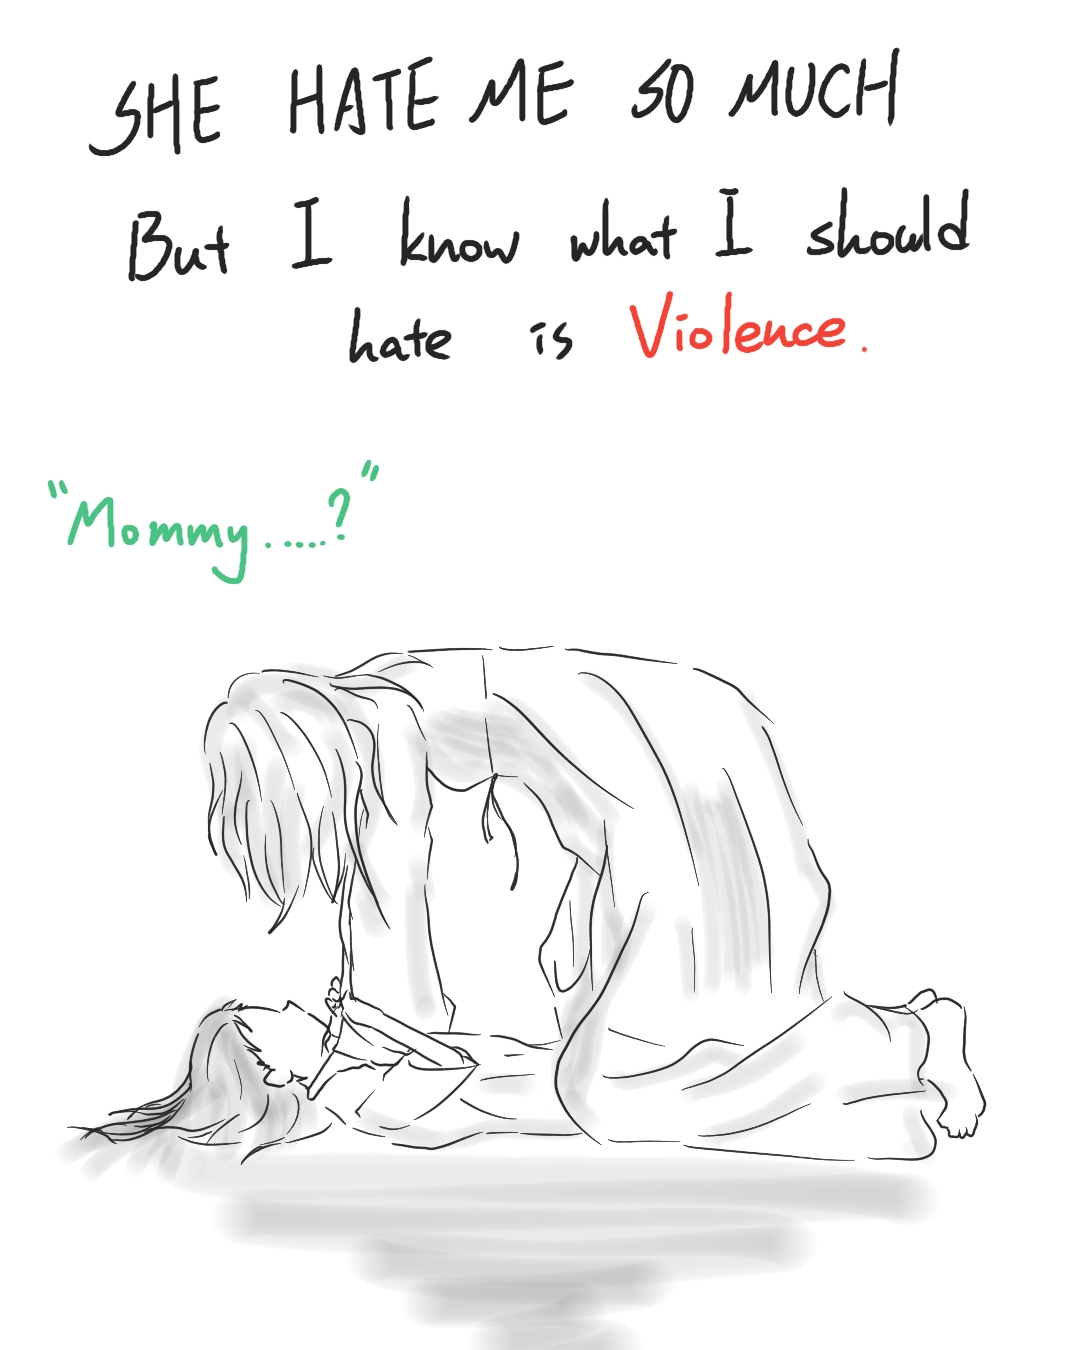 SHE HATE ME SO MUCH
But I know what I should
hate is Violence.
"Mommy......?"